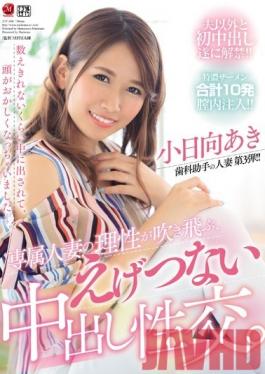 夫以外と
初中出し
遂に解禁!!
特濃ザーメン
合計10発
膣内注入!!
小日向あき
歯科助手の人妻 第3弾!!
数えきれないくらい中に出されて、
頭がおかしくなっちゃいました…。
専属人妻の理性が吹き飛ぶ、
えげつない
中出し性交。
JAVHD